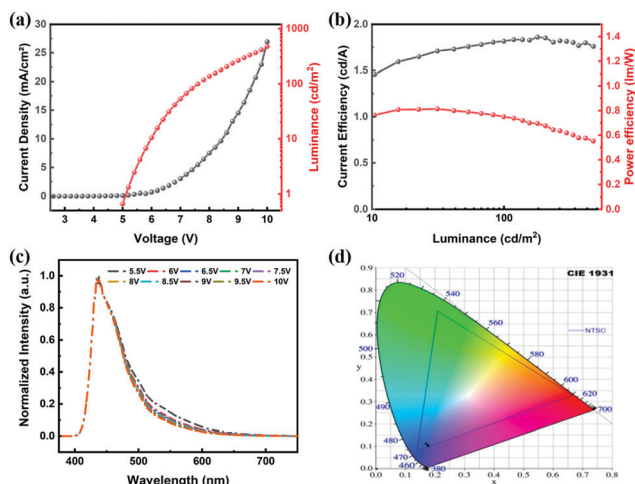 (a)
Current Density (mA/cm²)
30
25
20
15
10
5
0
3 4 5 6 7 8 9 10
Voltage (V)
1000
100
10
1
Luminance (cd/m²)
(b)
Current Efficiency (cd/A)
2.0
1.5
1.0
0.5
0.0
10 100
Luminance (cd/m²)
1.4
1.2
1.0
0.8
0.6
0.4
0.2
0.0
Power efficiency (lm/W)
(c)
Normalized Intensity (a.u.)
1.0
0.8
0.6
0.4
0.2
0.0
5.5V 6V 6.5V 7V 7.5V
8V 8.5V 9V 9.5V 10V
400 500 600 700
Wavelength (nm)
(d)
CIE 1931
NTSC
y
0.9
0.8
0.7
0.6
0.5
0.4
0.3
0.2
0.1
0.0
520
540
560
580
600
620
700
500
490
480
470
460
380
0.0 0.1 0.2 0.3 0.4 0.5 0.6 0.7 0.8
x